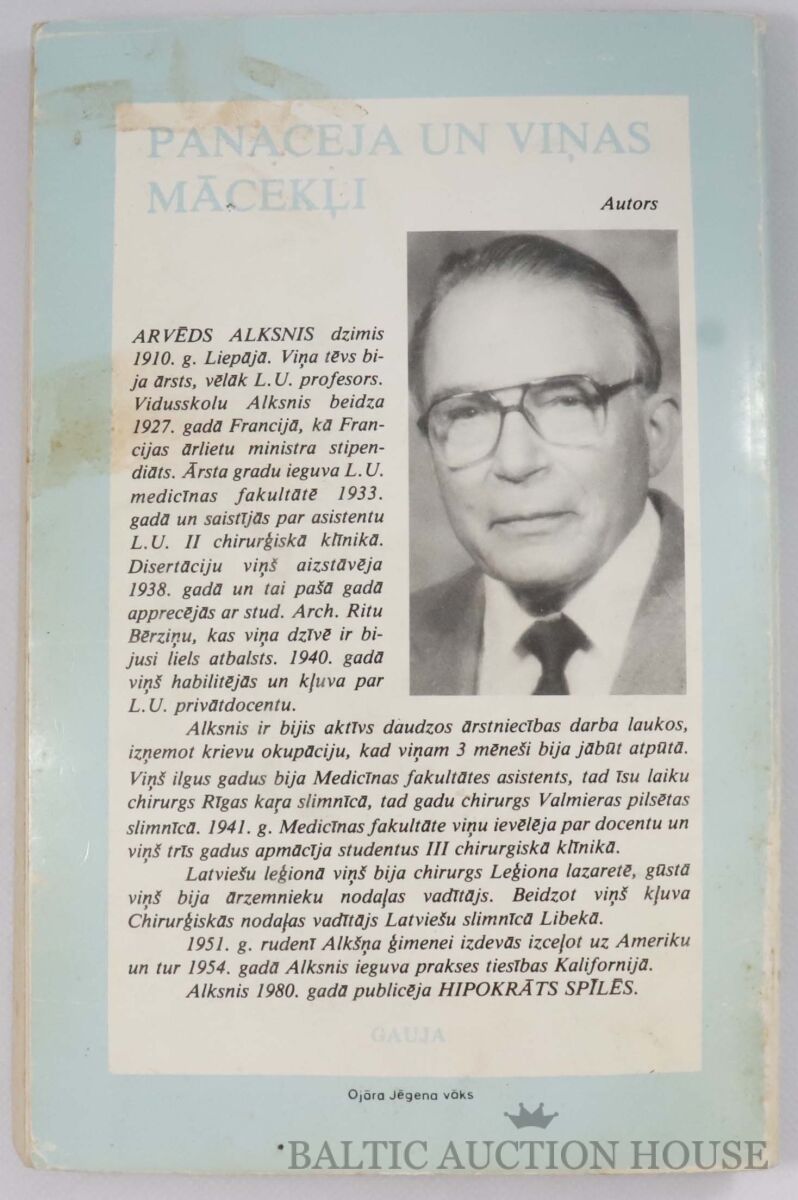 PANACEJA UN VIŅAS
MĀCEKĻI
Autors
ARVĒDS ALKSNIS dzimis
1910. g. Liepājā. Viņa tēvs bi-
ja ārsts, vēlāk L.U. profesors.
Vidusskolu Alksnis beidza
1927. gadā Francijā, kā Fran-
cijas ārlietu ministra stipen-
diāts. Ārsta gradu ieguva L.U.
medicīnas fakultātē 1933.
gadā un saistījās par asistentu
L.U. II chirurģiskā klīnikā.
Disertāciju viņš aizstāvēja
1938. gadā un tai pašā gadā
apprecējās ar stud. Arch. Ritu
Bērziņu, kas viņa dzīvē ir bi-
jusi liels atbalsts. 1940. gadā
viņš habilitējās un kļuva par
L.U. privātdocentu.
Alksnis ir bijis aktīvs daudzos ārstniecības darba laukos,
izņemot krievu okupāciju, kad viņam 3 mēneši bija jābūt atpūtā.
Viņš ilgus gadus bija Medicīnas fakultātes asistents, tad īsu laiku
chirurgs Rīgas kaŗa slimnīcā, tad gadu chirurgs Valmieras pilsētas
slimnīcā. 1941. g. Medicīnas fakultāte viņu ievēlēja par docentu un
viņš trīs gadus apmācīja studentus III chirurgiskā klīnikā.
Latviešu leģionā viņš bija chirurgs Leģiona lazaretē, gūstā
viņš bija ārzemnieku nodaļas vadītājs. Beidzot viņš kļuva
Chirurģiskās nodaļas vadītājs Latviešu slimnīcā Libekā.
1951. g. rudenī Alkšņa ģimenei izdevās izceļot uz Ameriku
un tur 1954. gadā Alksnis ieguva prakses tiesības Kalifornijā.
Alksnis 1980. gadā publicēja HIPOKRĀTS SPĪLĒS.
GAUJA
Ojāra Jēgena vāks
BALTIC AUCTION HOUSE